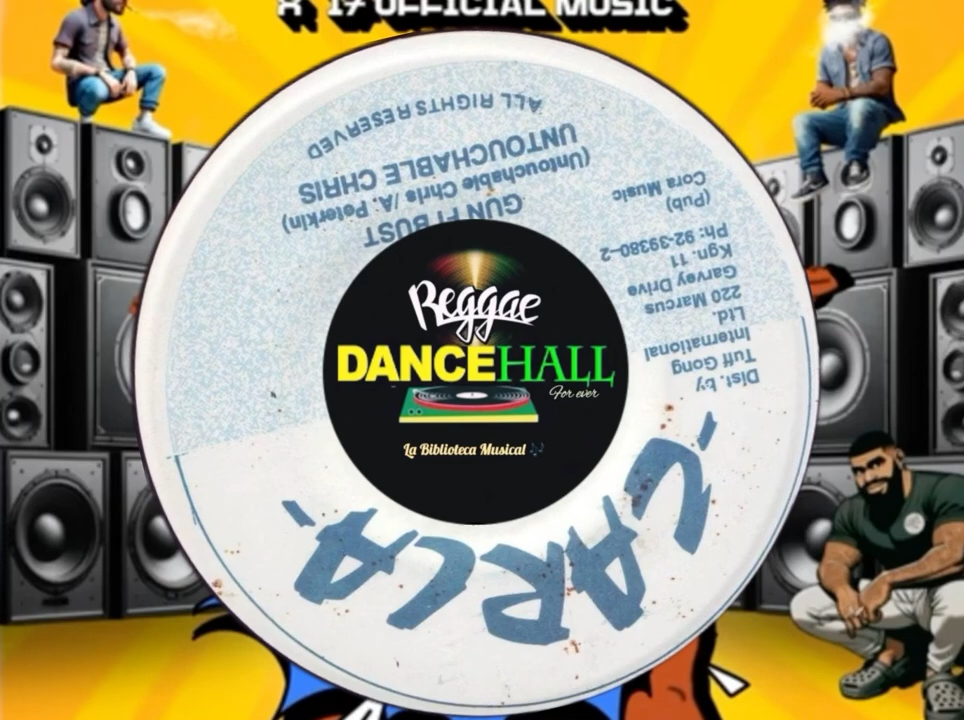 X 17 OFFICIAL MUSIC
-CARLA-
Dist. by
Tuff Gong
International
Ltd.
220 Marcus
Garvey Drive
Kgn. 11
Ph: 92-39380-2
(Pub)
Cora Music
GUN FI BUST
(Untouchable Chris /A. Peterkin)
UNTOUCHABLE CHRIS
ALL RIGHTS RESERVED
Reggae
DANCEHALL
For ever
La Biblioteca Musical